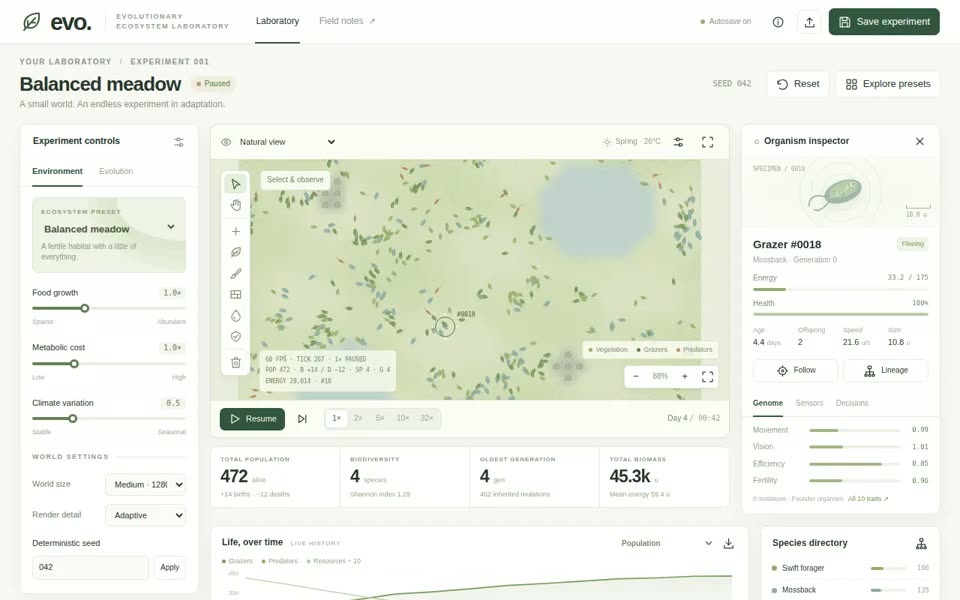 evo.
EVOLUTIONARY
ECOSYSTEM LABORATORY
Laboratory
Field notes ↗
Autosave on
Save experiment
YOUR LABORATORY / EXPERIMENT 001
Balanced meadow
Paused
A small world. An endless experiment in adaptation.
SEED 042
Reset
Explore presets
Experiment controls
Environment
Evolution
ECOSYSTEM PRESET
Balanced meadow
A fertile habitat with a little of
everything.
Food growth
1.0×
Sparse
Abundant
Metabolic cost
1.0×
Low
High
Climate variation
0.5
Stable
Seasonal
WORLD SETTINGS
World size
Medium · 1280
Render detail
Adaptive
Deterministic seed
042
Apply
Natural view
Spring · 26°C
Select & observe
#0018
Vegetation
Grazers
Predators
60 FPS · TICK 267 · 1× PAUSED
POP 472 · B +14 / D −12 · SP 4 · G 4
ENERGY 28,014 · #18
− 88% +
Resume
1×
2×
5×
10×
32×
Day 4 / 00:42
TOTAL POPULATION
472 alive
+14 births · −12 deaths
BIODIVERSITY
4 species
Shannon index 1.29
OLDEST GENERATION
4 gen
452 inherited mutations
TOTAL BIOMASS
45.3k u
Mean energy 59.4 u
Life, over time
LIVE HISTORY
Population
Grazers
Predators
Resources ÷ 10
450
300
Organism inspector
SPECIMEN / 0018
10.8 u
Grazer #0018
Fleeing
Mossback · Generation 0
Energy
33.2 / 175
Health
100%
Age
4.4 days
Offspring
2
Speed
21.6 u/s
Size
10.8 u
Follow
Lineage
Genome
Sensors
Decisions
Movement
0.99
Vision
1.01
Efficiency
0.85
Fertility
0.96
0 mutations · Founder organism
All 10 traits ↗
Species directory
Swift forager
166
Mossback
135